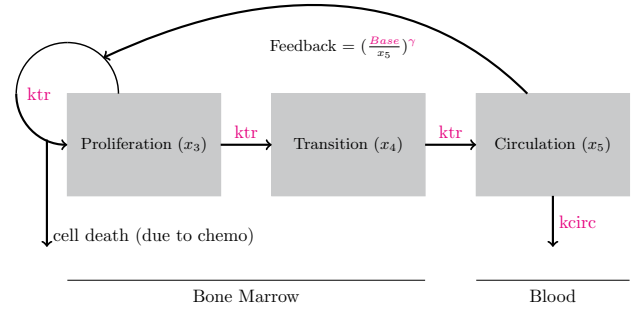 Feedback = (Base/x₅)^γ
ktr
Proliferation (x₃)
ktr
Transition (x₄)
ktr
Circulation (x₅)
kcirc
cell death (due to chemo)
Bone Marrow
Blood